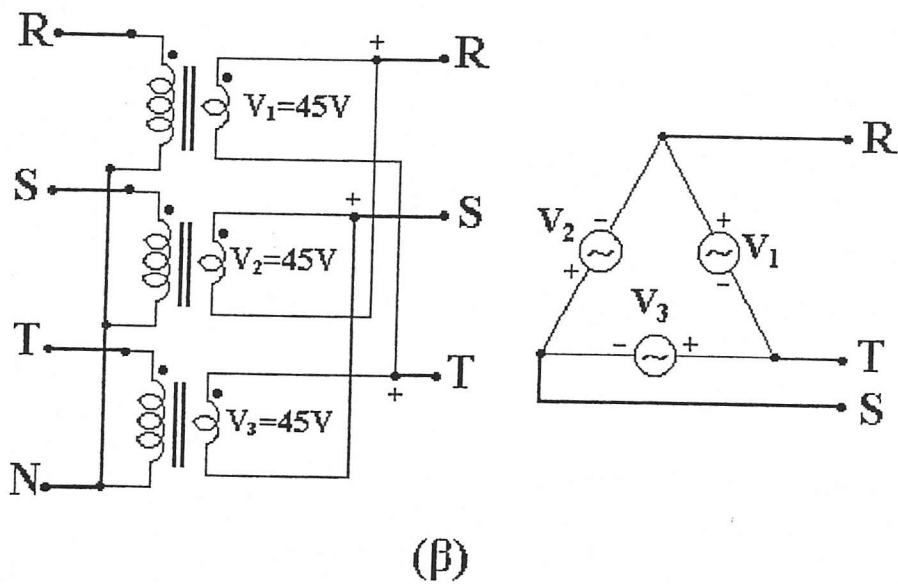 R
+
R
V₁=45V
S
+
S
V₂=45V
T
T
+
V₃=45V
N
R
V₂
-
+
+
-
V₁
V₃
-
+
T
S
(β)